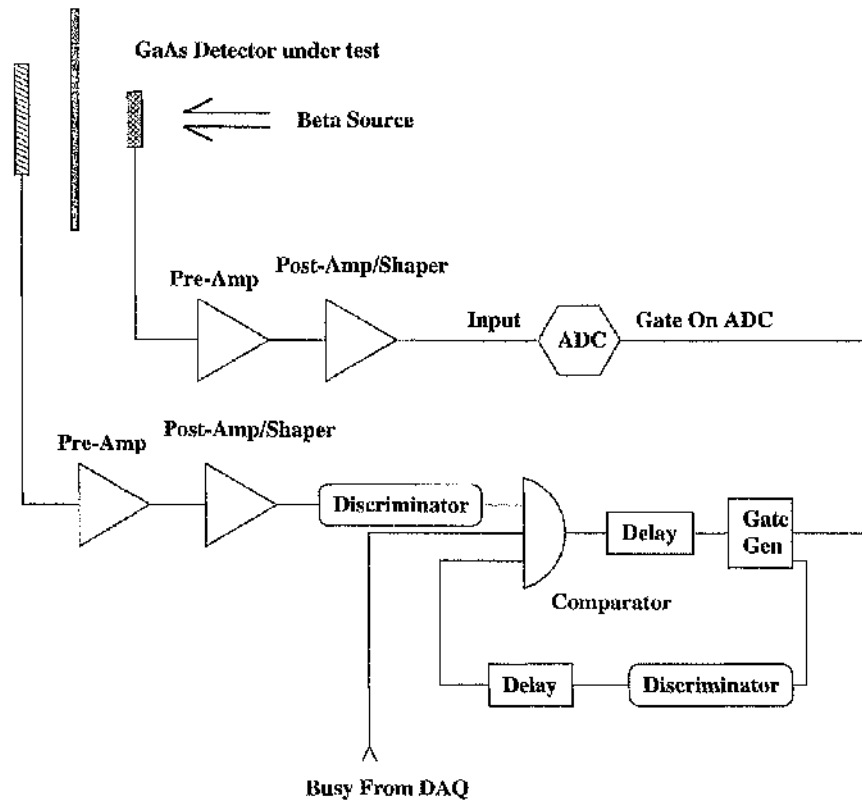 GaAs Detector under test
Beta Source
Post-Amp/Shaper
Pre-Amp
Input
ADC
Gate On ADC
Post-Amp/Shaper
Pre-Amp
Discriminator
Delay
Gate
Gen
Comparator
Delay
Discriminator
Busy From DAQ